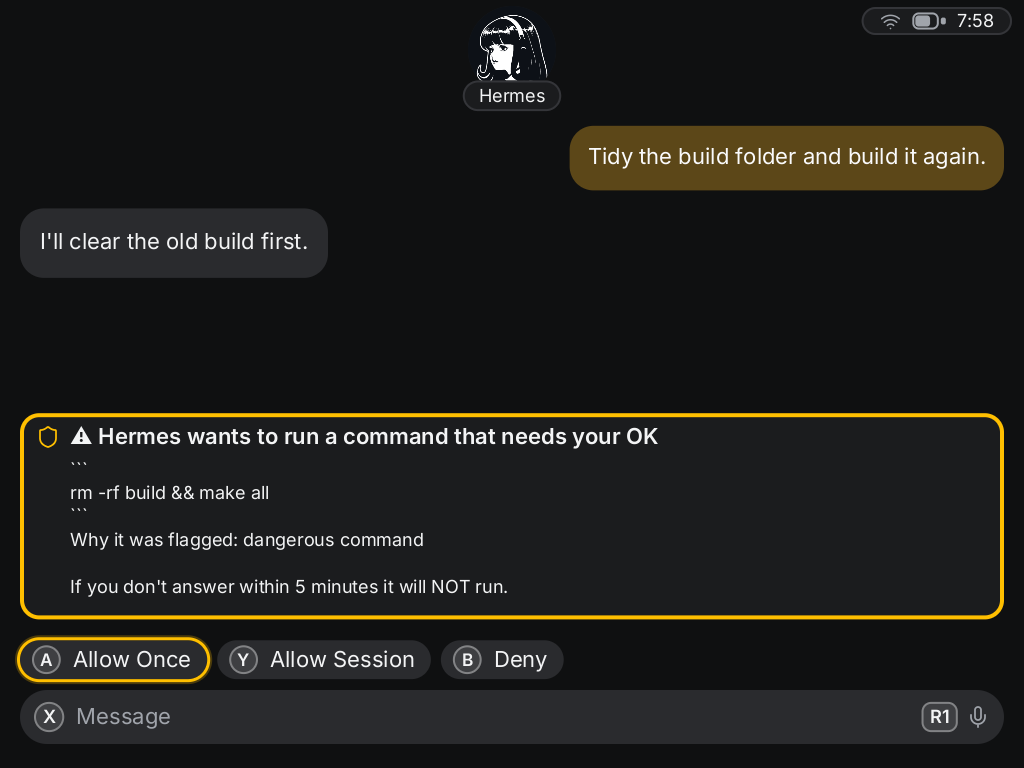 7:58
Hermes
Tidy the build folder and build it again.
I'll clear the old build first.
⚠ Hermes wants to run a command that needs your OK
```
rm -rf build && make all
```
Why it was flagged: dangerous command
If you don't answer within 5 minutes it will NOT run.
A Allow Once Y Allow Session B Deny
X Message R1